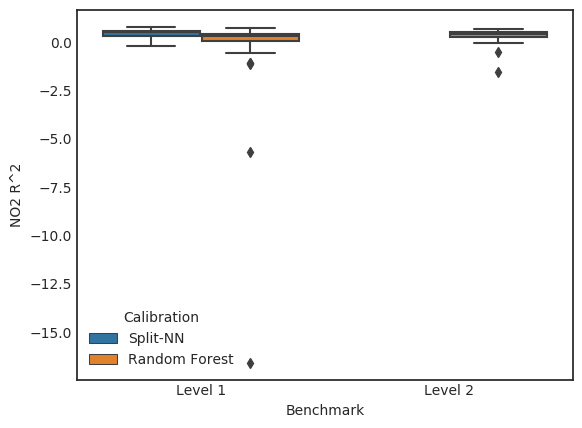 0.0
−2.5
−5.0
−7.5
−10.0
−12.5
−15.0
NO2 R^2
Calibration
Split-NN
Random Forest
Level 1
Level 2
Benchmark